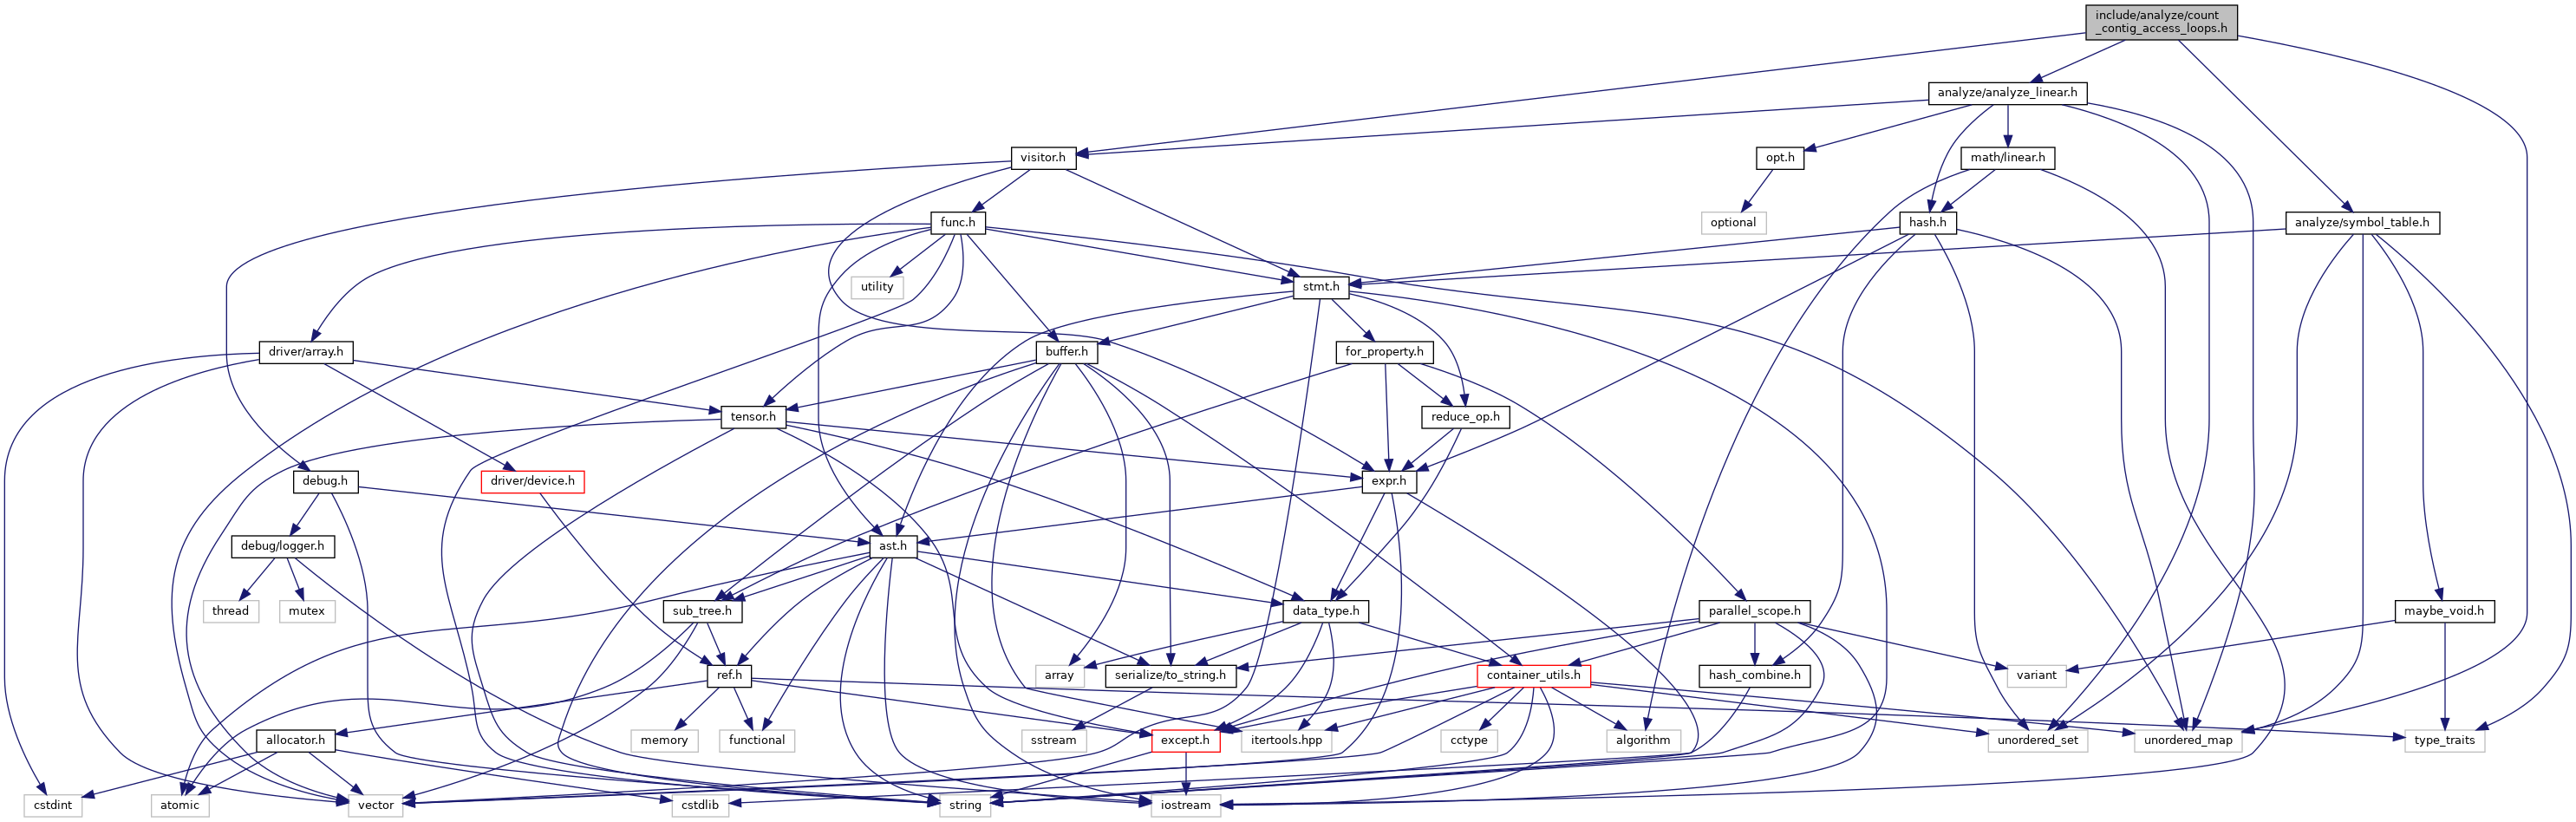 include/analyze/count
_contig_access_loops.h
analyze/analyze_linear.h
visitor.h
opt.h
math/linear.h
optional
func.h
hash.h
analyze/symbol_table.h
utility
stmt.h
driver/array.h
buffer.h
for_property.h
tensor.h
reduce_op.h
debug.h
driver/device.h
expr.h
debug/logger.h
ast.h
thread
mutex
sub_tree.h
data_type.h
parallel_scope.h
maybe_void.h
ref.h
array
serialize/to_string.h
container_utils.h
hash_combine.h
variant
allocator.h
memory
functional
sstream
except.h
itertools.hpp
cctype
algorithm
unordered_set
unordered_map
type_traits
cstdint
atomic
vector
cstdlib
string
iostream